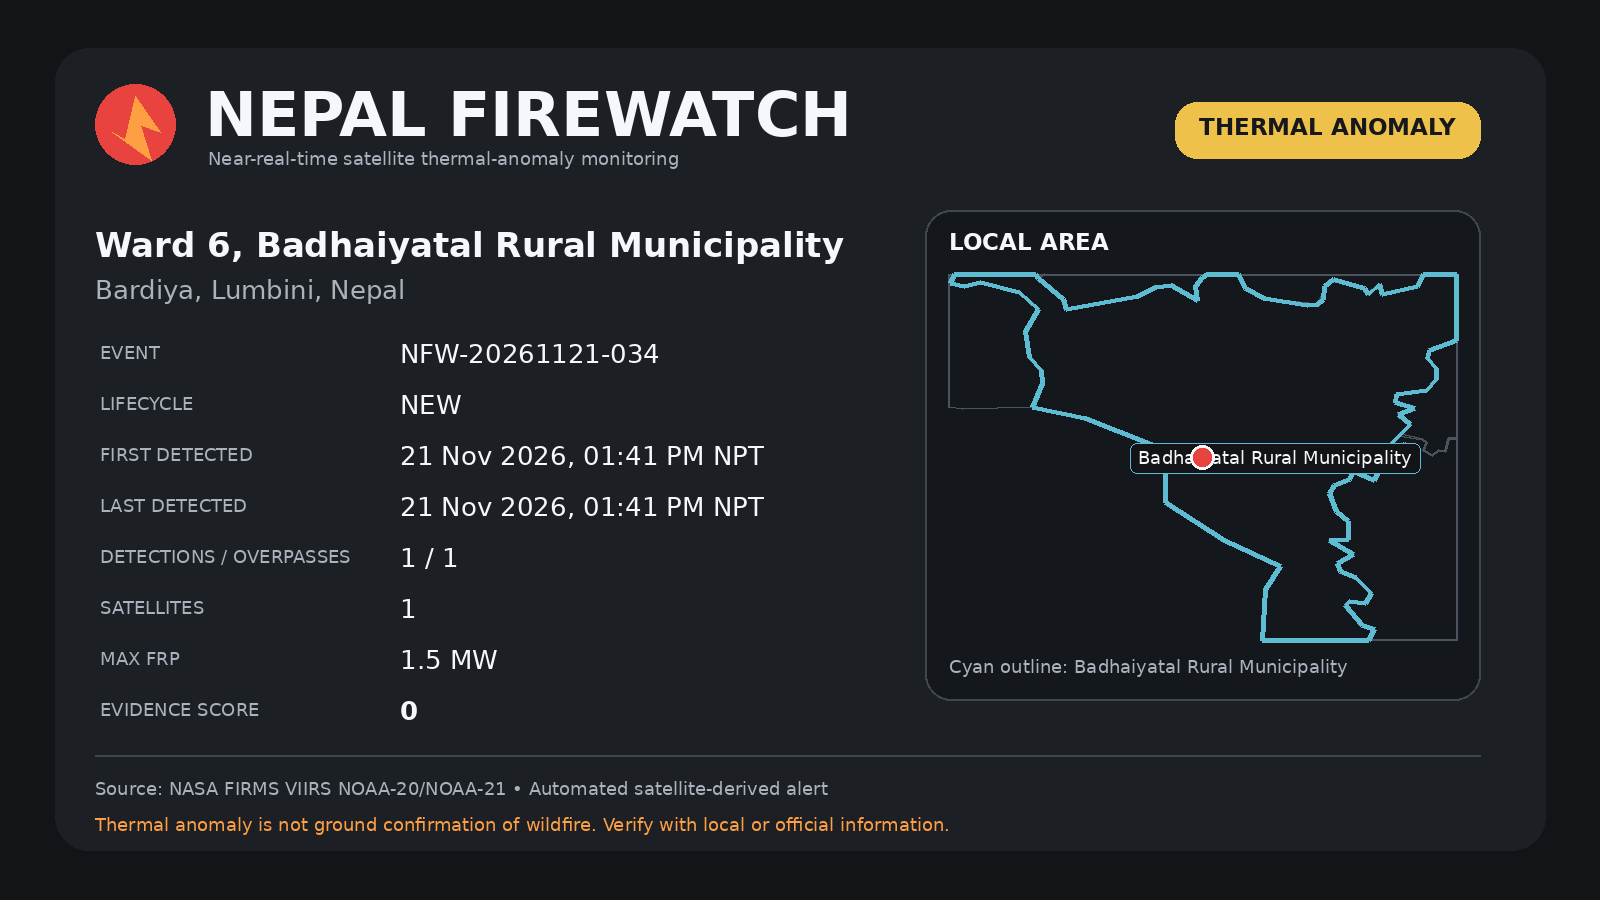 NEPAL FIREWATCH
Near-real-time satellite thermal-anomaly monitoring
THERMAL ANOMALY
Ward 6, Badhaiyatal Rural Municipality
Bardiya, Lumbini, Nepal
EVENT NFW-20261121-034
LIFECYCLE NEW
FIRST DETECTED 21 Nov 2026, 01:41 PM NPT
LAST DETECTED 21 Nov 2026, 01:41 PM NPT
DETECTIONS / OVERPASSES 1 / 1
SATELLITES 1
MAX FRP 1.5 MW
EVIDENCE SCORE 0
LOCAL AREA
Rural Municipality
Cyan outline: Badhaiyatal Rural Municipality
Source: NASA FIRMS VIIRS NOAA-20/NOAA-21 • Automated satellite-derived alert
Thermal anomaly is not ground confirmation of wildfire. Verify with local or official information.